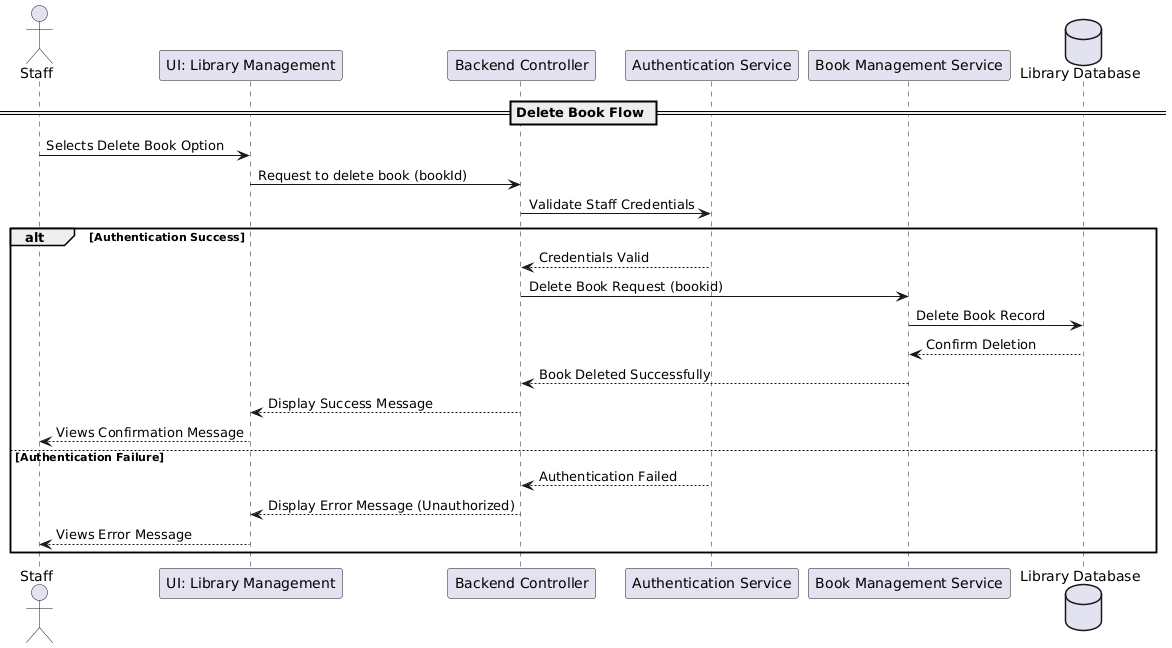 Staff
UI: Library Management
Backend Controller
Authentication Service
Book Management Service
Library Database
Delete Book Flow
Selects Delete Book Option
Request to delete book (bookId)
Validate Staff Credentials
alt
[Authentication Success]
Credentials Valid
Delete Book Request (bookid)
Delete Book Record
Confirm Deletion
Book Deleted Successfully
Display Success Message
Views Confirmation Message
[Authentication Failure]
Authentication Failed
Display Error Message (Unauthorized)
Views Error Message
Staff
UI: Library Management
Backend Controller
Authentication Service
Book Management Service
Library Database